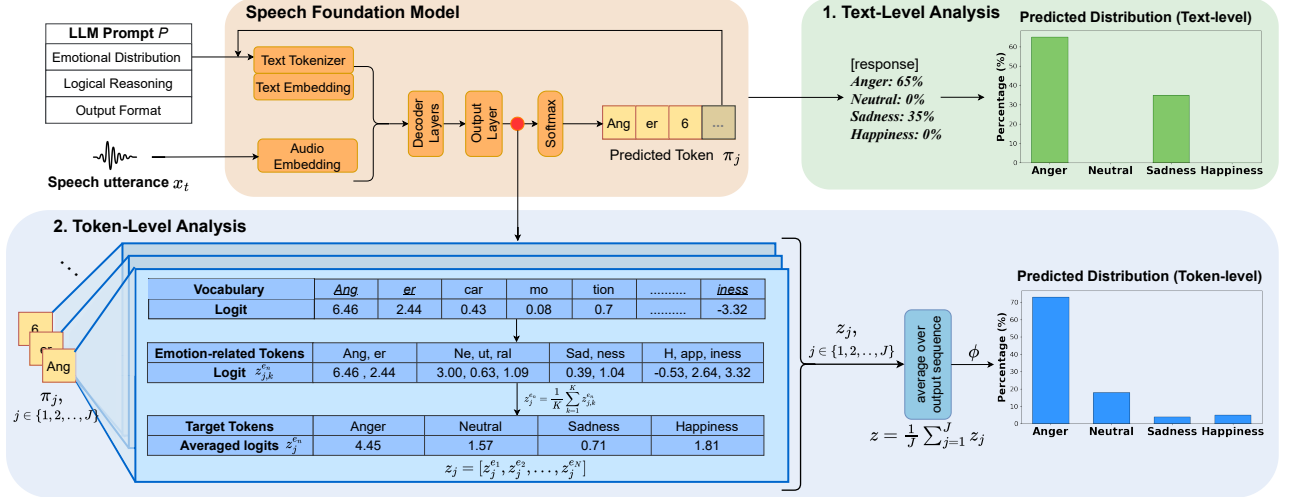 Speech Foundation Model
LLM Prompt P
Emotional Distribution
Logical Reasoning
Output Format
Speech utterance x_t
Text Tokenizer
Text Embedding
Audio Embedding
Decoder Layers
Output Layer
Softmax
Ang er 6 ...
Predicted Token π_j
1. Text-Level Analysis
[response]
Anger: 65%
Neutral: 0%
Sadness: 35%
Happiness: 0%
Predicted Distribution (Text-level)
Percentage (%)
60
50
40
30
20
10
0
Anger Neutral Sadness Happiness
2. Token-Level Analysis
...
6
er
Ang
π_j,
j ∈ {1, 2, .., J}
Vocabulary Ang er car mo tion .......... iness
Logit 6.46 2.44 0.43 0.08 0.7 .......... -3.32
Emotion-related Tokens Ang, er Ne, ut, ral Sad, ness H, app, iness
Logit z_{j,k}^{e_n} 6.46 , 2.44 3.00, 0.63, 1.09 0.39, 1.04 -0.53, 2.64, 3.32
z_j^{e_n} = \frac{1}{K} \sum_{k=1}^{K} z_{j,k}^{e_n}
Target Tokens Anger Neutral Sadness Happiness
Averaged logits z_j^{e_n} 4.45 1.57 0.71 1.81
z_j = [z_j^{e_1}, z_j^{e_2}, . . . , z_j^{e_N}]
z_j,
j ∈ {1, 2, .., J}
average over output sequence
ϕ
z = \frac{1}{J} \sum_{j=1}^{J} z_j
Predicted Distribution (Token-level)
Percentage (%)
70
60
50
40
30
20
10
0
Anger Neutral Sadness Happiness